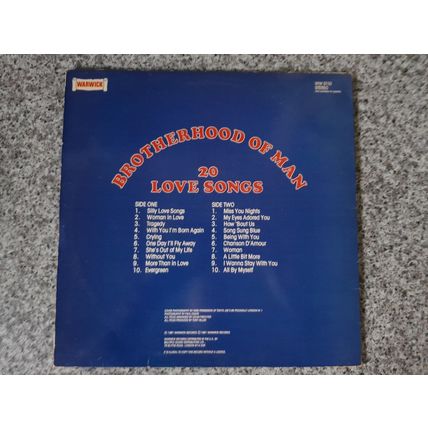 WARWICK
STEREO
BROTHERHOOD OF MAN
20
LOVE SONGS
SIDE ONE
1. Silly Love Songs
2. Woman in Love
3. Tragedy
4. With You I'm Born Again
5. Crying
6. One Day I'll Fly Away
7. She's Out of My Life
8. Without You
9. More Than in Love
10. Evergreen
SIDE TWO
1. Miss You Nights
2. My Eyes Adored You
3. How 'Bout Us
4. Song Sung Blue
5. Being With You
6. Chanson D'Amour
7. Woman
8. A Little Bit More
9. I Wanna Stay With You
10. All By Myself